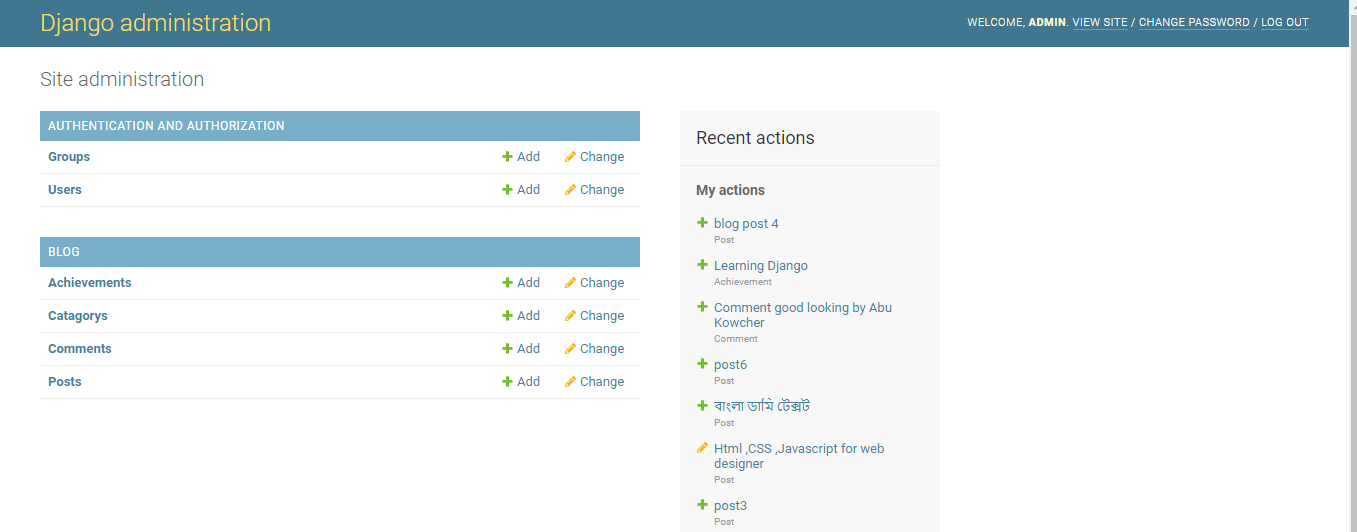 Django administration
WELCOME, ADMIN. VIEW SITE / CHANGE PASSWORD / LOG OUT
Site administration
AUTHENTICATION AND AUTHORIZATION
Groups Add Change
Users Add Change
BLOG
Achievements Add Change
Catagorys Add Change
Comments Add Change
Posts Add Change
Recent actions
My actions
blog post 4
Post
Learning Django
Achievement
Comment good looking by Abu
Kowcher
Comment
post6
Post
বাংলা ডামি টেক্সট
Post
Html ,CSS ,Javascript for web
designer
Post
post3
Post